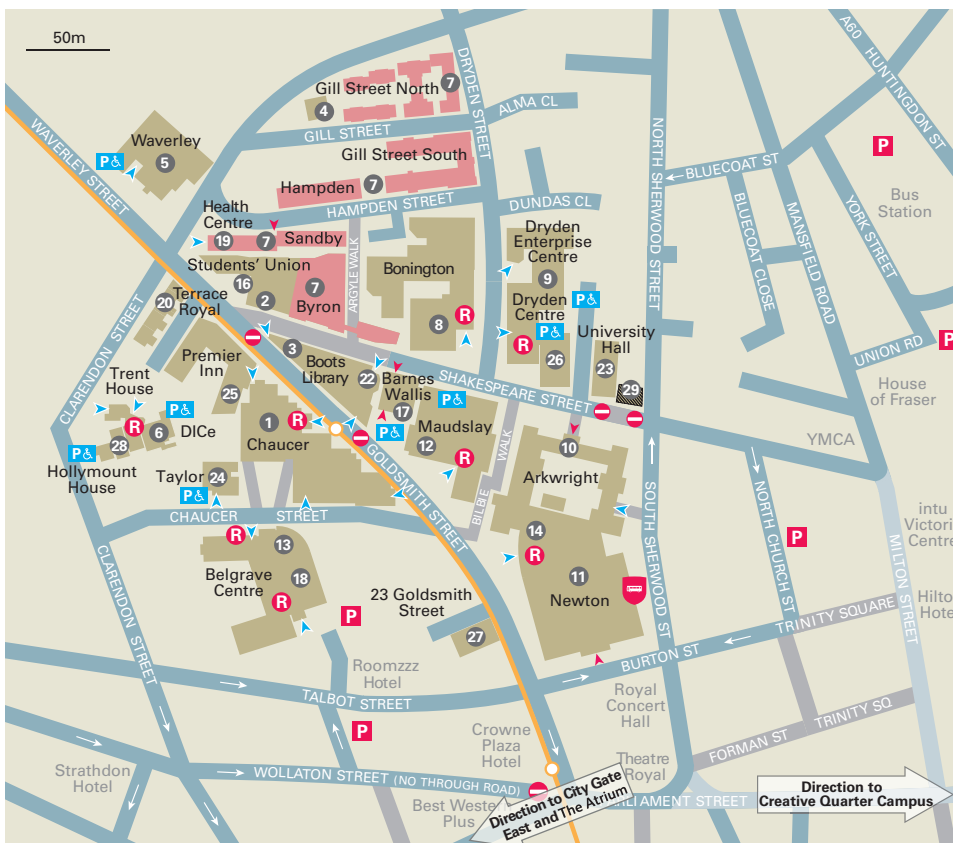 50m
Gill Street North
7
4
DRYDEN STREET
ALMA CL
GILL STREET
A60 HUNTINGDON ST
WAVERLEY STREET
Waverley
5
P
Gill Street South
Hampden
7
HAMPDEN STREET
DUNDAS CL
NORTH SHERWOOD STREET
BLUECOAT ST
BLUECOAT CLOSE
MANSFIELD ROAD
YORK STREET
P
Bus
Station
Health
Centre
19
7
Sandby
Students' Union
16
2
7
Byron
ARGYLE WALK
Bonington
8
R
Dryden
Enterprise
Centre
9
Dryden
Centre
P
R
P
26
University
Hall
23
29
UNION RD
P
House
of Fraser
20
Terrace
Royal
CLARENDON STREET
Premier
Inn
25
3
Boots
Library
22
Barnes
Wallis
17
P
P
SHAKESPEARE STREET
YMCA
Trent
House
R
P
6
DICe
28
P
Hollymount
House
1
R
Chaucer
Maudslay
12
R
BILBIE
WALK
10
Arkwright
GOLDSMITH STREET
Taylor
24
P
CHAUCER STREET
R
13
Belgrave
Centre
18
R
P
14
R
11
Newton
SOUTH SHERWOOD ST
NORTH CHURCH ST
P
MILTON STREET
intu
Victoria
Centre
23 Goldsmith
Street
27
TRINITY SQUARE
BURTON ST
CLARENDON STREET
Roomzzz
Hotel
TALBOT STREET
P
Royal
Concert
Hall
TRINITY SQ
FORMAN ST
Crowne
Plaza
Hotel
Theatre
Royal
Strathdon
Hotel
WOLLATON STREET (NO THROUGH ROAD)
Direction to City Gate
East and The Atrium
Direction to
Creative Quarter Campus